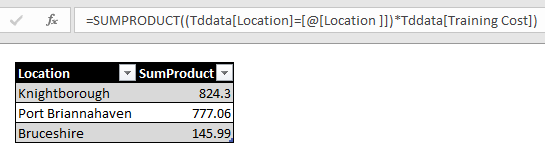 fx =SUMPRODUCT((Tddata[Location]=[@[Location ]])*Tddata[Training Cost])
Location SumProduct
Knightborough 824.3
Port Briannahaven 777.06
Bruceshire 145.99